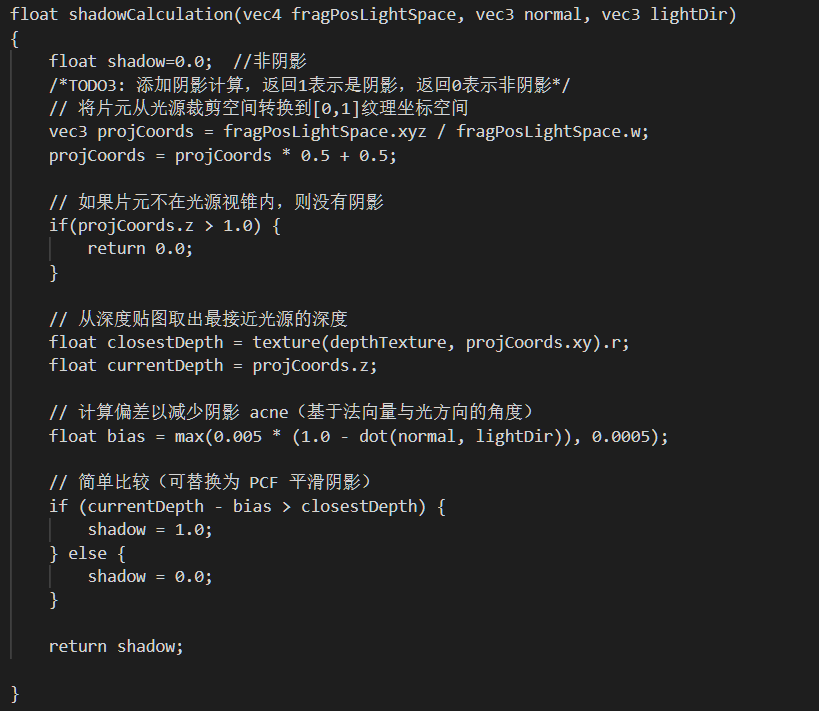 float shadowCalculation(vec4 fragPosLightSpace, vec3 normal, vec3 lightDir)
{
    float shadow=0.0;  //非阴影
    /*TODO3: 添加阴影计算，返回1表示是阴影，返回0表示非阴影*/
    // 将片元从光源裁剪空间转换到[0,1]纹理坐标空间
    vec3 projCoords = fragPosLightSpace.xyz / fragPosLightSpace.w;
    projCoords = projCoords * 0.5 + 0.5;

    // 如果片元不在光源视锥内，则没有阴影
    if(projCoords.z > 1.0) {
        return 0.0;
    }

    // 从深度贴图取出最接近光源的深度
    float closestDepth = texture(depthTexture, projCoords.xy).r;
    float currentDepth = projCoords.z;

    // 计算偏差以减少阴影 acne（基于法向量与光方向的角度）
    float bias = max(0.005 * (1.0 - dot(normal, lightDir)), 0.0005);

    // 简单比较（可替换为 PCF 平滑阴影）
    if (currentDepth - bias > closestDepth) {
        shadow = 1.0;
    } else {
        shadow = 0.0;
    }

    return shadow;

}